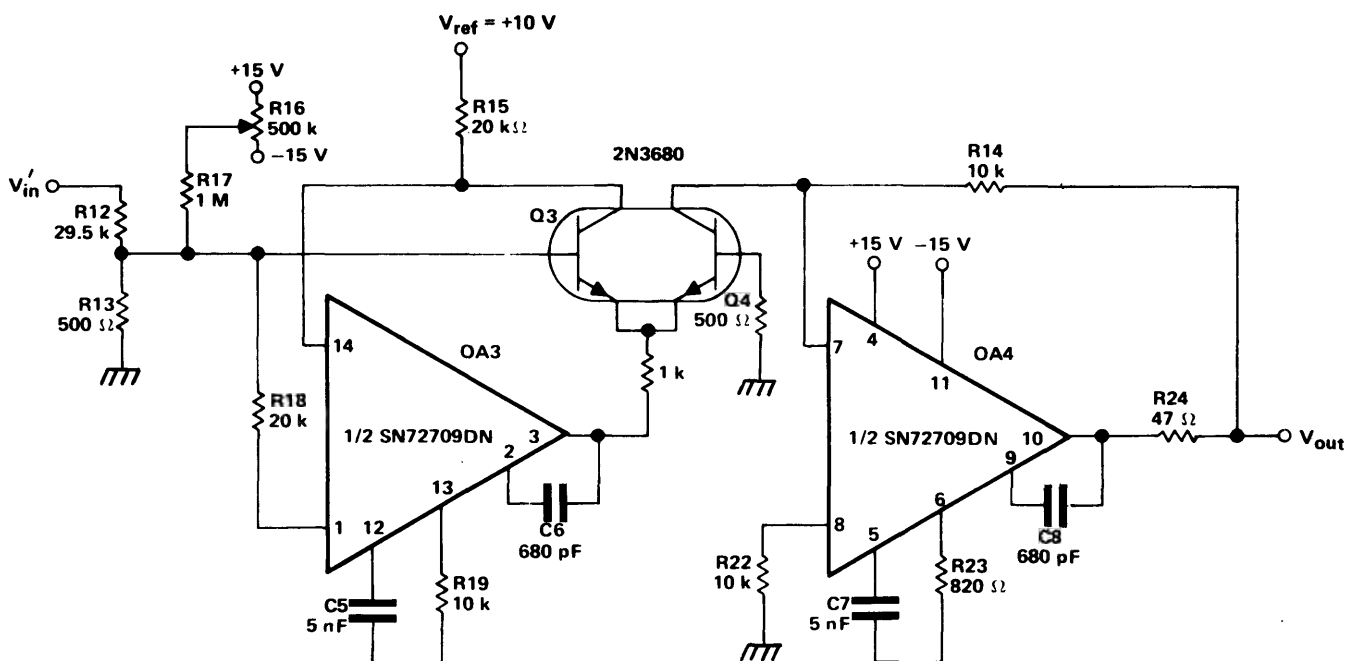 V_ref = +10 V
+15 V
R16
500 k
−15 V
R15
20 kΩ
2N3680
R14
10 k
R17
1 M
V_in′
R12
29.5 k
Q3
+15 V
−15 V
R13
500 Ω
Q4
500 Ω
14
OA3
1 k
7
4
11
OA4
R18
20 k
R24
47 Ω
1/2 SN72709DN
3
2
1/2 SN72709DN
10
9
V_out
13
1
12
C6
680 pF
6
8
5
C8
680 pF
R22
10 k
R23
820 Ω
R19
10 k
C5
5 nF
C7
5 nF